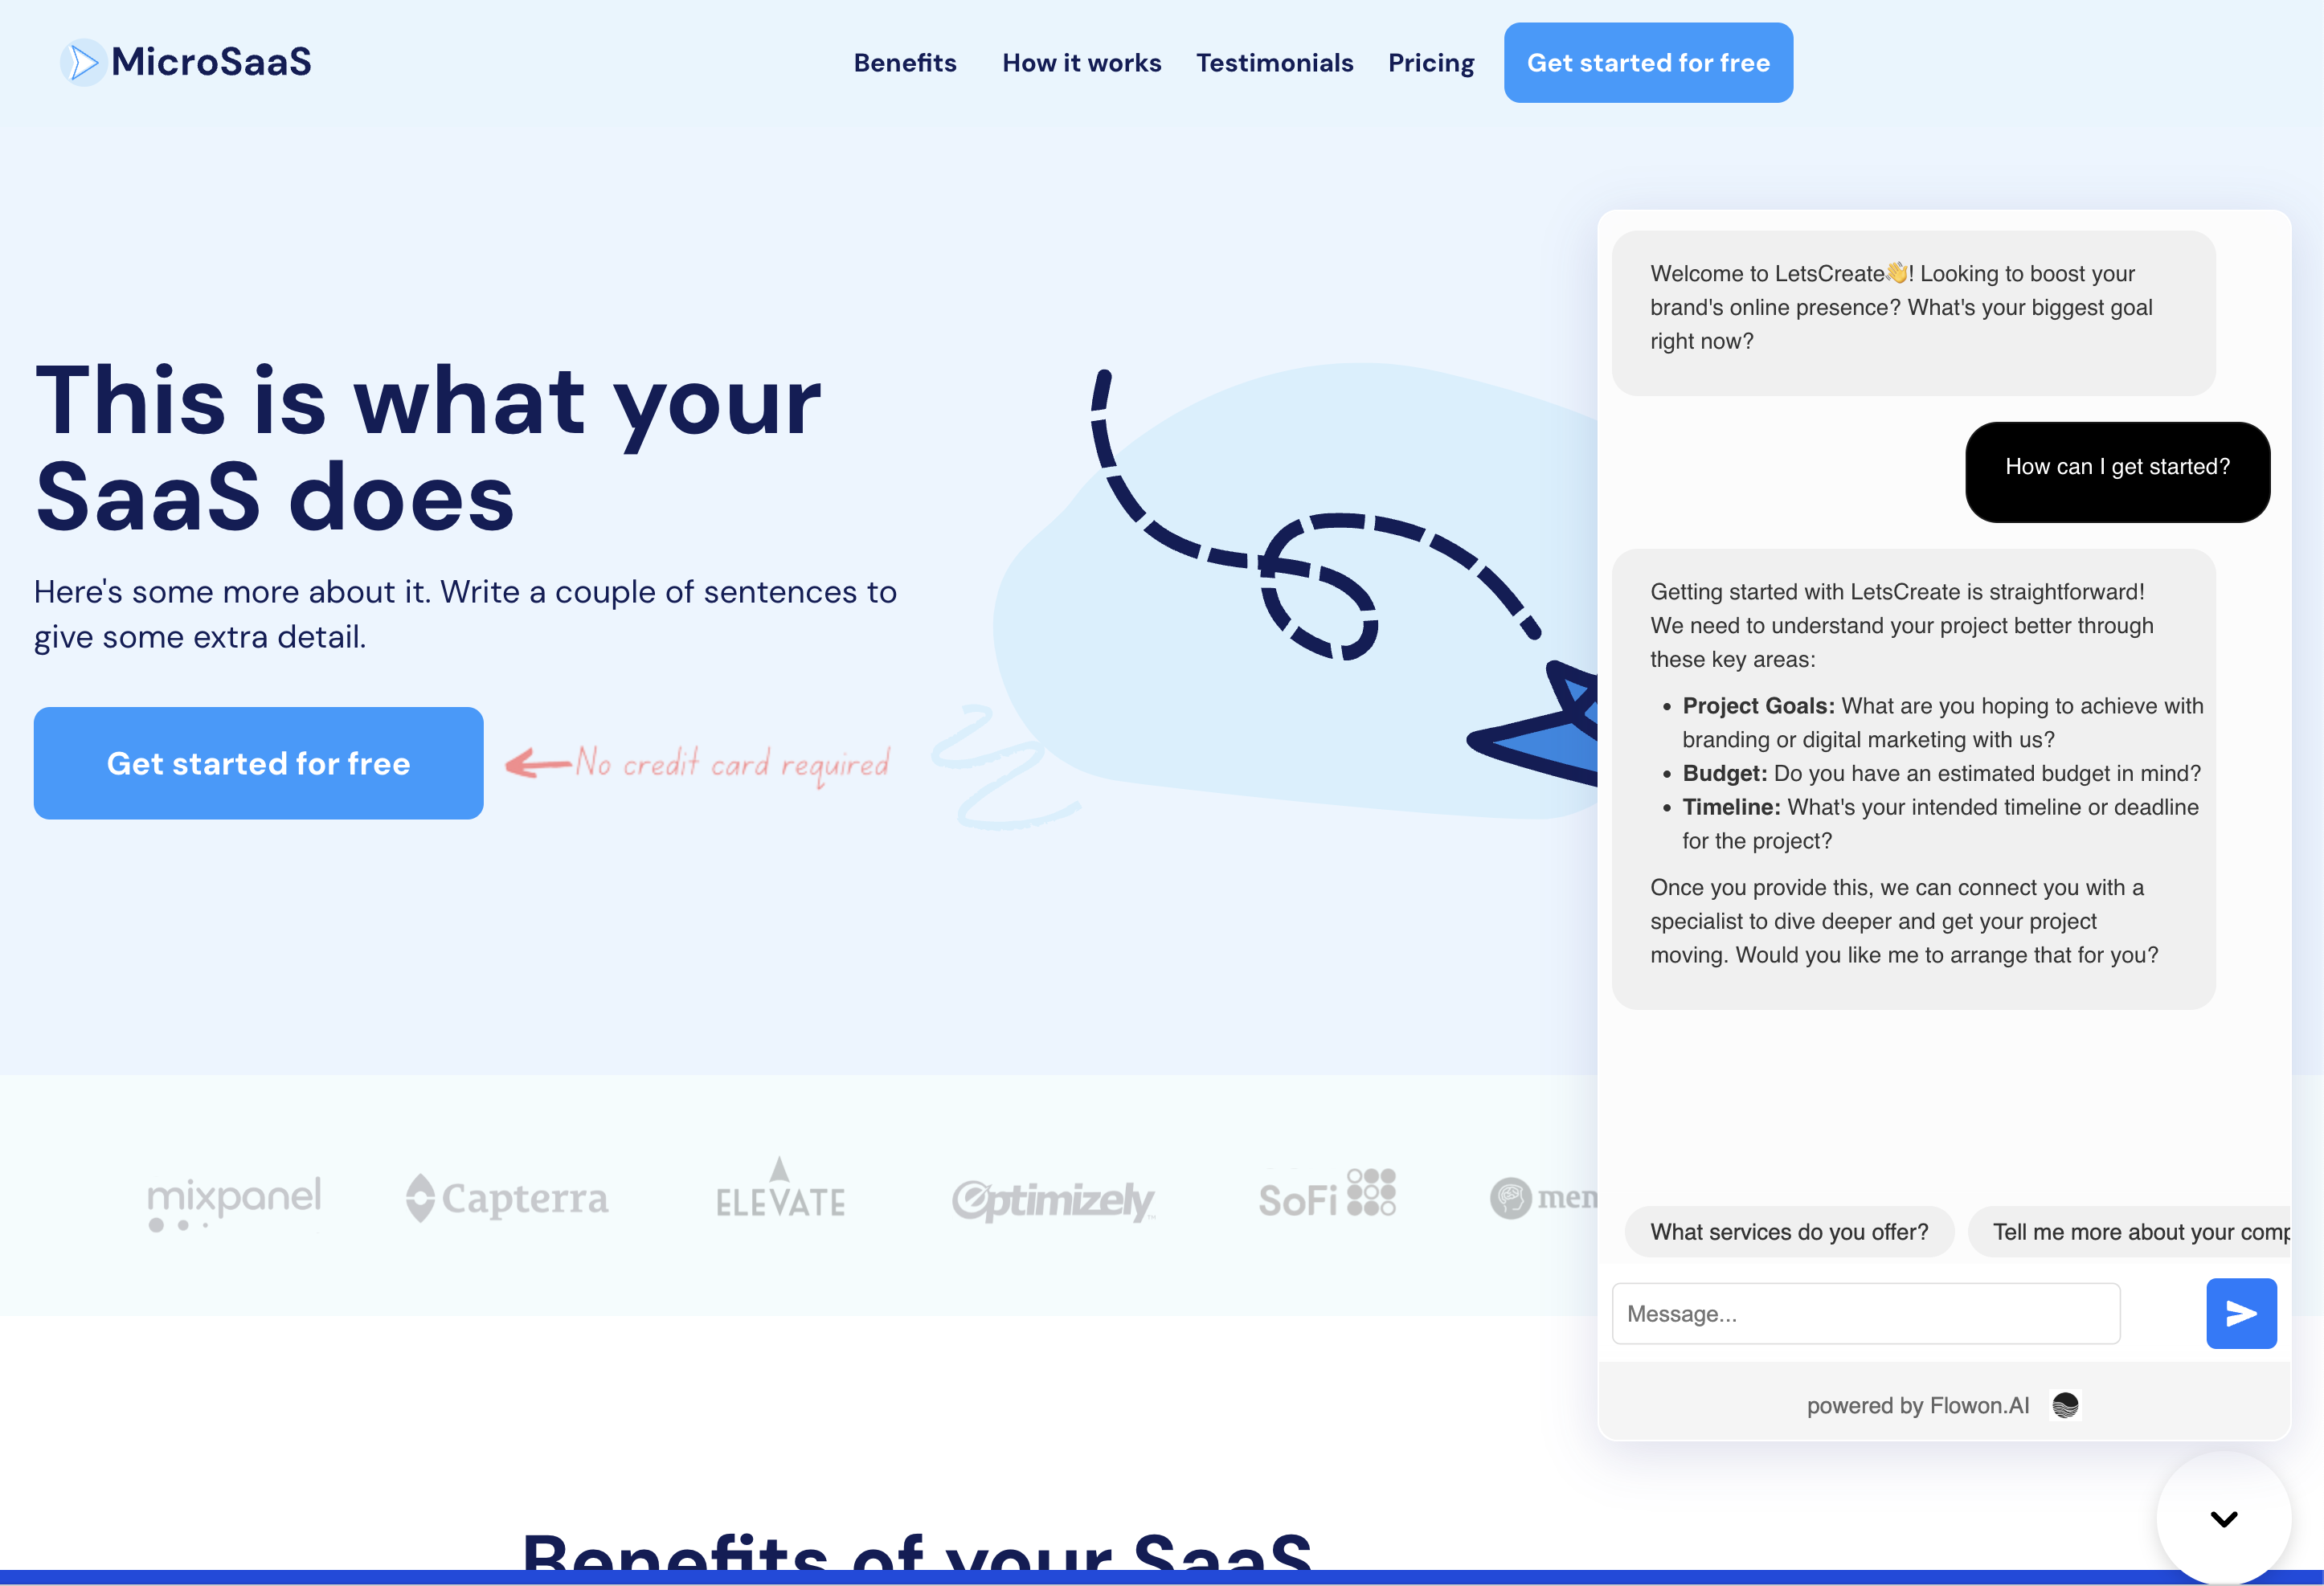 MicroSaaS
Benefits
How it works
Testimonials
Pricing
Get started for free
This is what your
SaaS does
Here's some more about it. Write a couple of sentences to
give some extra detail.
Get started for free
No credit card required
mixpanel
Capterra
ELEVATE
Optimizely
SoFi
Benefits of your SaaS
Welcome to LetsCreate👋! Looking to boost your
brand's online presence? What's your biggest goal
right now?
How can I get started?
Getting started with LetsCreate is straightforward!
We need to understand your project better through
these key areas:
• Project Goals: What are you hoping to achieve with
branding or digital marketing with us?
• Budget: Do you have an estimated budget in mind?
• Timeline: What's your intended timeline or deadline
for the project?
Once you provide this, we can connect you with a
specialist to dive deeper and get your project
moving. Would you like me to arrange that for you?
What services do you offer?
Tell me more about your
Message...
powered by Flowon.AI